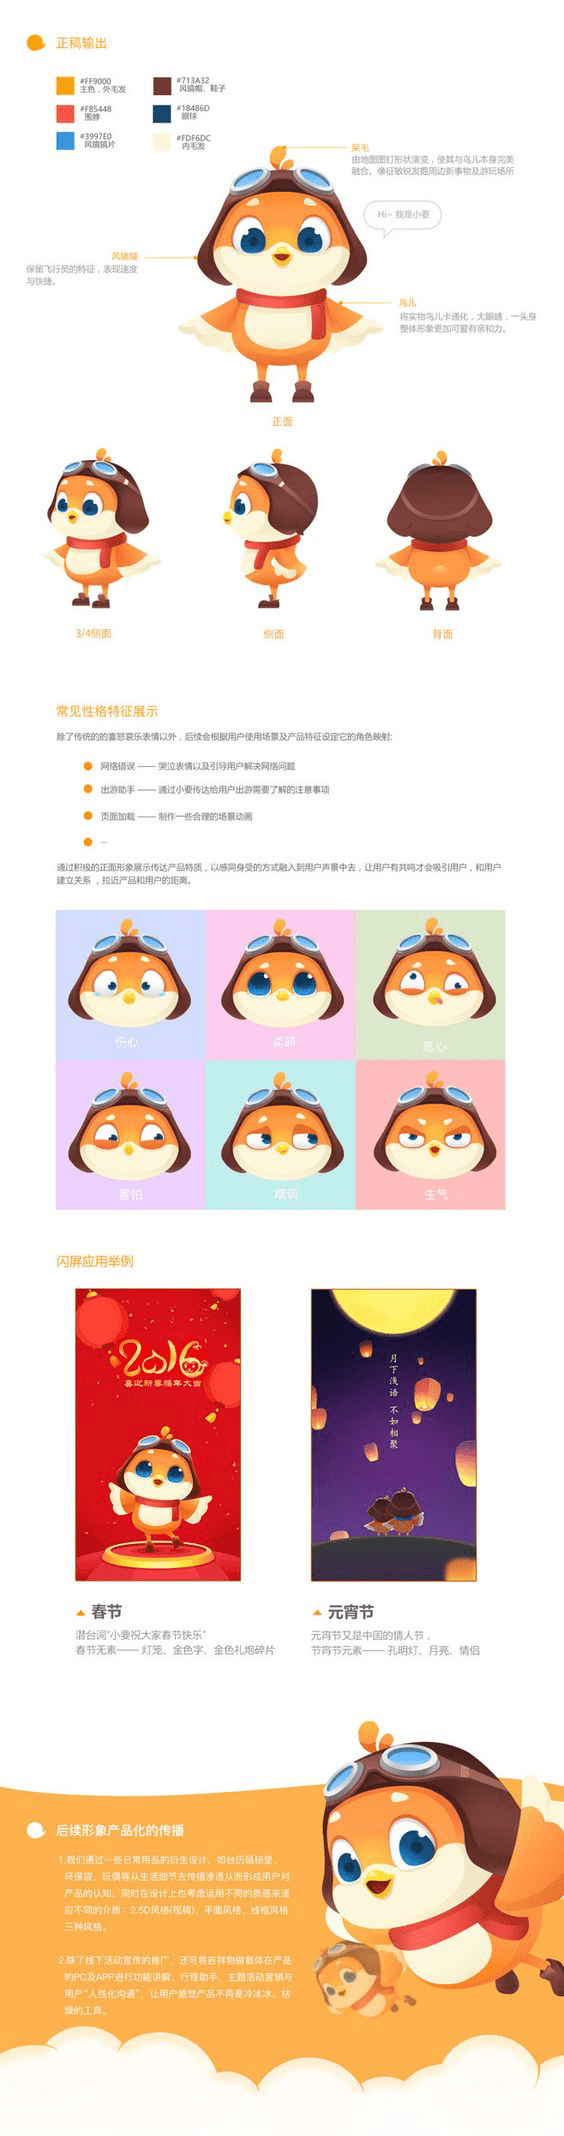 正稿输出
#FF9000
主色，外毛发
#713A32
风镜帽、鞋子
#F85448
围脖
#18486D
眼球
#3997E0
风镜镜片
#FDF6DC
内毛发
呆毛
由地图图钉形状演变，使其与鸟儿本身完美
融合。像征敏锐发掘周边新事物及游玩场所
Hi~ 我是小要
风镜帽
保留飞行员的特征，表现速度
与快捷。
鸟儿
将实物鸟儿卡通化，大眼睛，一头身
整体形象更加可爱有亲和力。
正面
3/4侧面
侧面
背面
常见性格特征展示
除了传统的的喜怒哀乐表情以外，后续会根据用户使用场景及产品特征设定它的角色映射:
网络错误 —— 哭泣表情以及引导用户解决网络问题
出游助手 —— 通过小要传达给用户出游需要了解的注意事项
页面加载 —— 制作一些合理的场景动画
...
通过积极的正面形象展示传达产品特质，以感同身受的方式融入到用户声景中去，让用户有共鸣才会吸引用户，和用户
建立关系 ，拉近产品和用户的距离。
伤心
卖萌
恶心
害怕
嘲讽
生气
闪屏应用举例
2016
喜迎新春猴年大吉
月下浅语 不如相聚
春节
潜台词“小要祝大家春节快乐”
春节无素—— 灯笼、金色字、金色礼炮碎片
元宵节
元宵节又是中国的情人节，
节宵节元素—— 孔明灯、月亮、情侣
后续形象产品化的传播
1.我们通过一些日常用品的衍生设计，如台历鼠标垫、
环保袋、玩偶等从生活细节去传播渗透从而形成用户对
产品的认知。同时在设计上也考虑运用不同的质感来适
应不同的介质：2.5D风格(现稿)、平面风格、线框风格
三种风格。
2.除了线下活动宣传的推广，还可将吉祥物做载体在产品
的PC及APP进行功能讲解、行程助手、主题活动营销与
用户“人性化沟通”，让用户感觉产品不再是冷冰冰、枯
燥的工具。